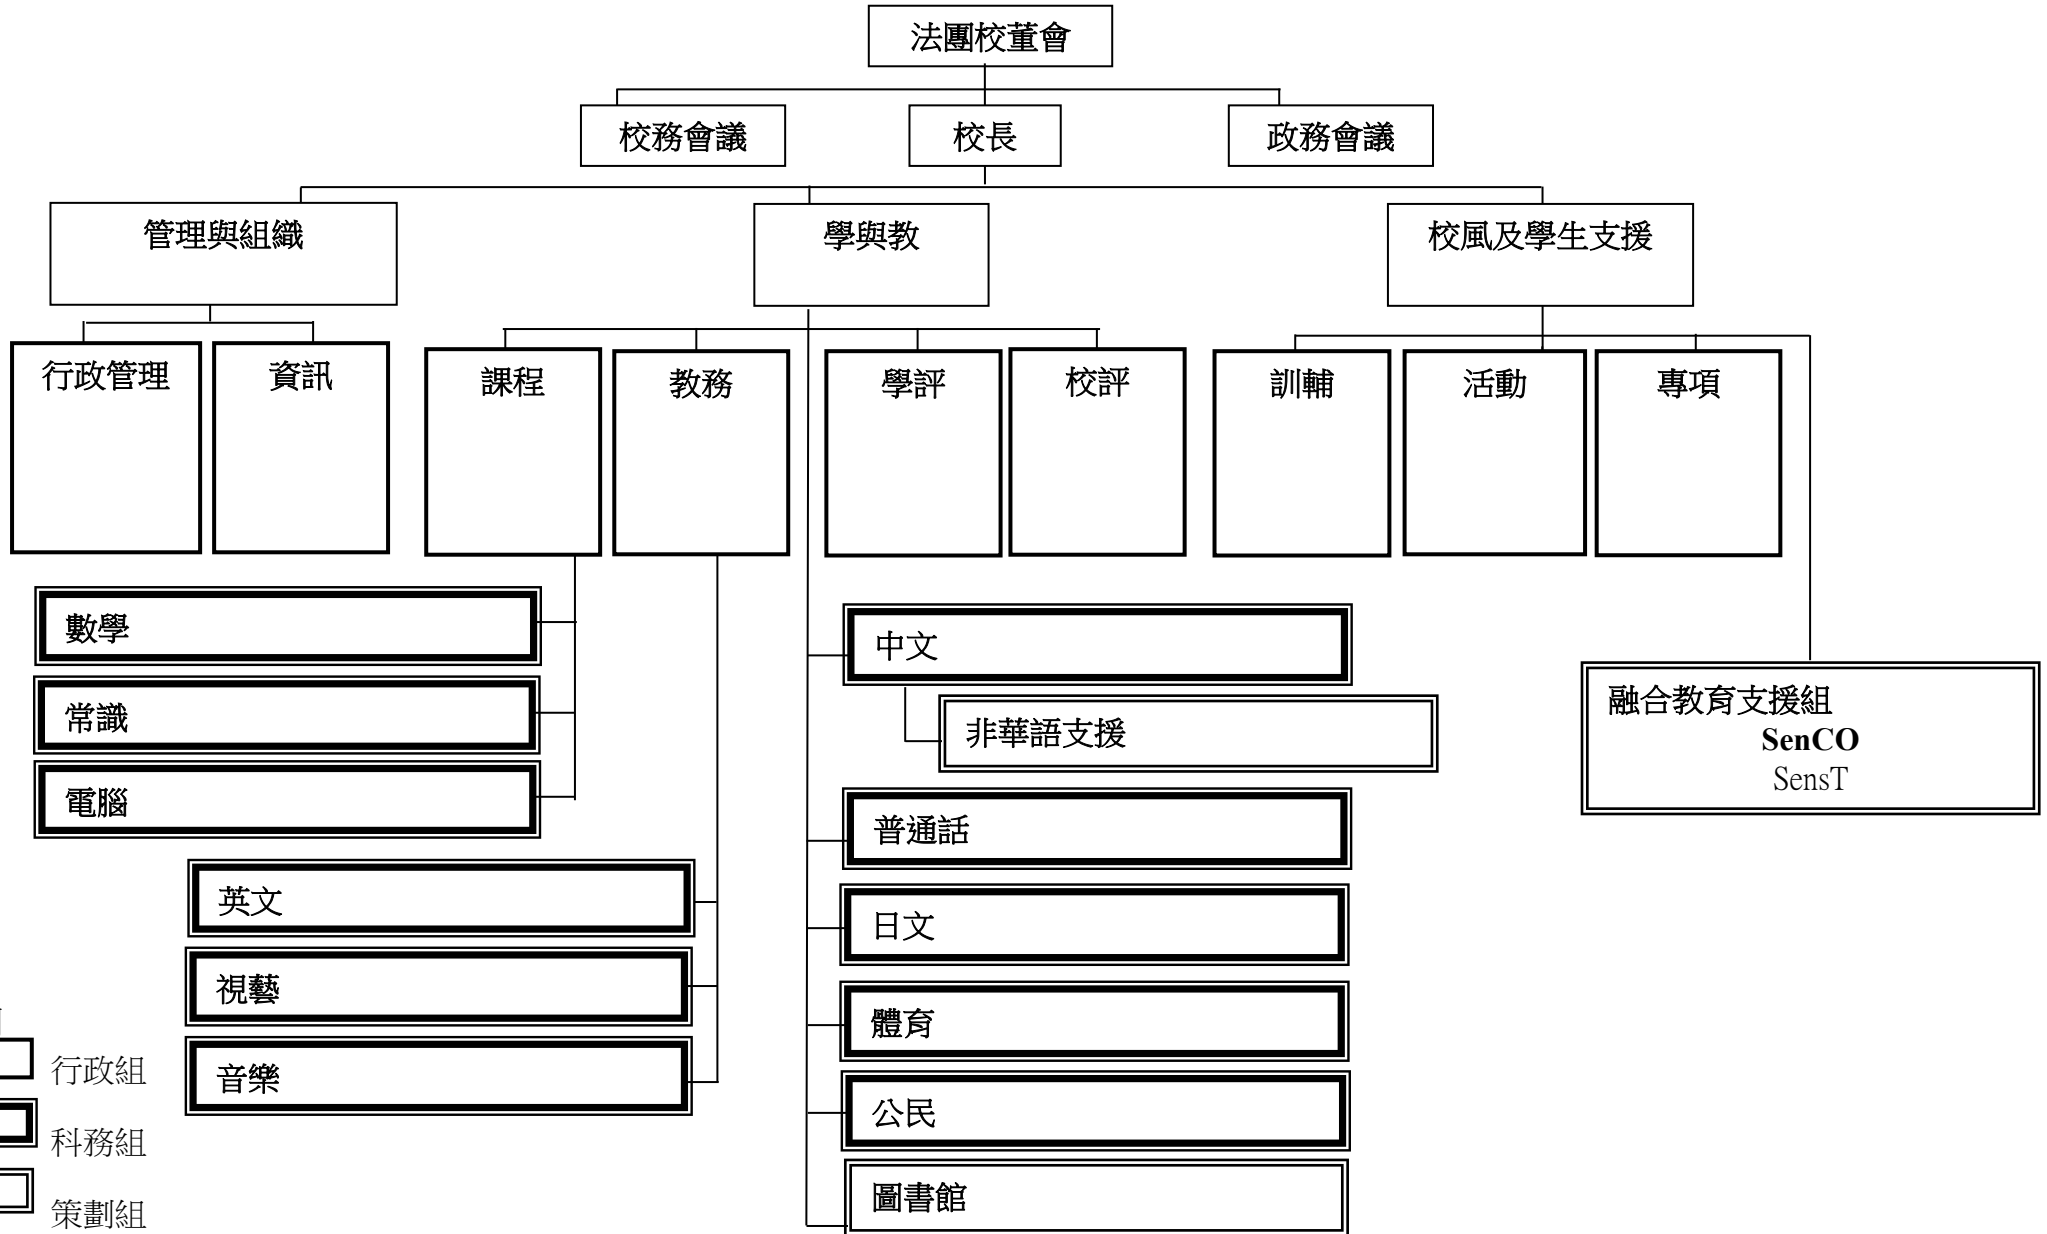 法團校董會
校務會議
校長
政務會議
管理與組織
學與教
校風及學生支援
行政管理
資訊
課程
教務
學評
校評
訓輔
活動
專項
數學
常識
電腦
英文
視藝
音樂
中文
非華語支援
普通話
日文
體育
公民
圖書館
融合教育支援組
SenCO
SensT
行政組
科務組
策劃組